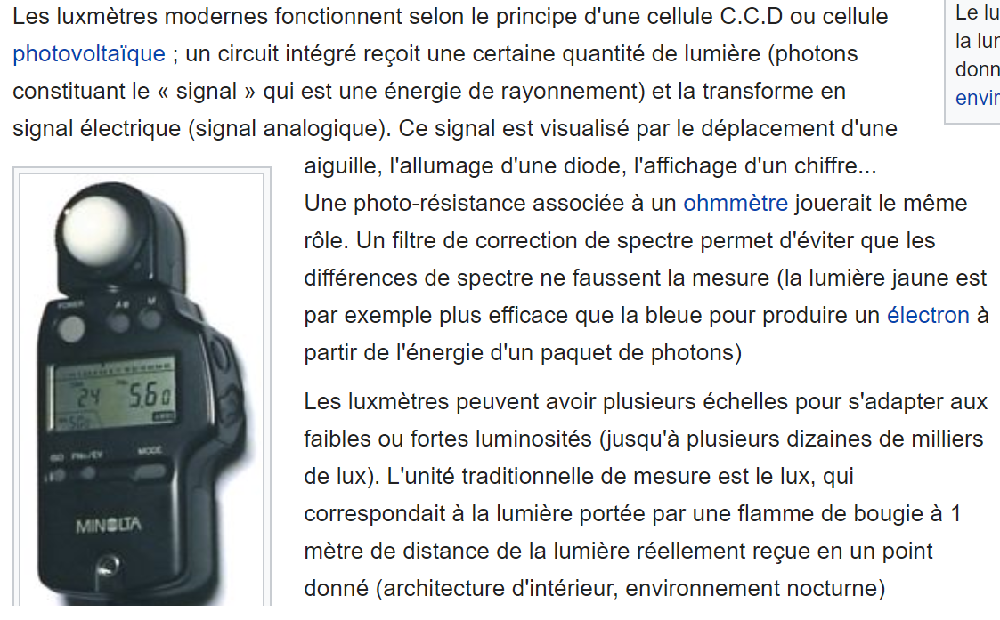 Les luxmètres modernes fonctionnent selon le principe d'une cellule C.C.D ou cellule
photovoltaïque ; un circuit intégré reçoit une certaine quantité de lumière (photons
constituant le « signal » qui est une énergie de rayonnement) et la transforme en
signal électrique (signal analogique). Ce signal est visualisé par le déplacement d'une
aiguille, l'allumage d'une diode, l'affichage d'un chiffre...
Une photo-résistance associée à un ohmmètre jouerait le même
rôle. Un filtre de correction de spectre permet d'éviter que les
différences de spectre ne faussent la mesure (la lumière jaune est
par exemple plus efficace que la bleue pour produire un électron à
partir de l'énergie d'un paquet de photons)
Les luxmètres peuvent avoir plusieurs échelles pour s'adapter aux
faibles ou fortes luminosités (jusqu'à plusieurs dizaines de milliers
de lux). L'unité traditionnelle de mesure est le lux, qui
correspondait à la lumière portée par une flamme de bougie à 1
mètre de distance de la lumière réellement reçue en un point
donné (architecture d'intérieur, environnement nocturne)
Le lu
la lur
donn
envir
POWER
M
24 5.6
ISO FNo/EV MODE
MINOLTA